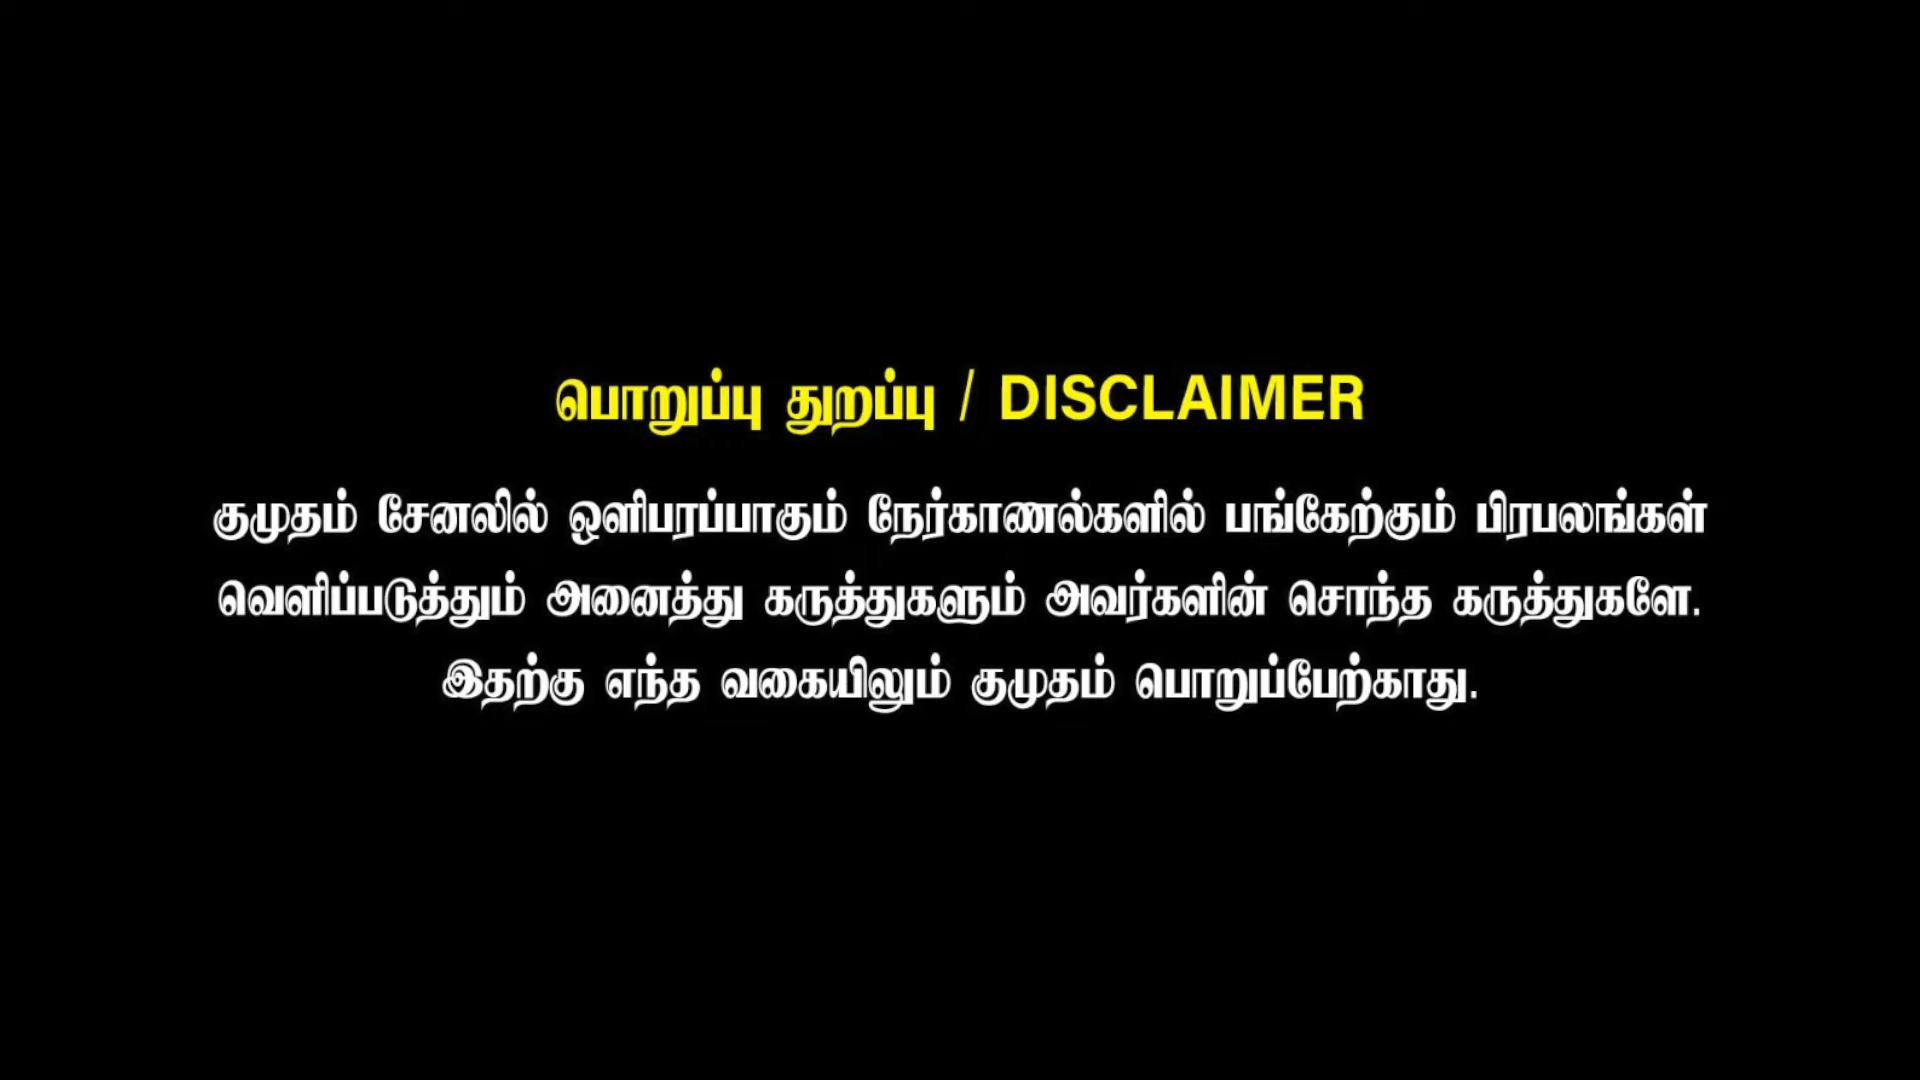 பொறுப்பு துறப்பு / DISCLAIMER
குமுதம் சேனலில் ஒளிபரப்பாகும் நேர்காணல்களில் பங்கேற்கும் பிரபலங்கள்
வெளிப்படுத்தும் அனைத்து கருத்துகளும் அவர்களின் சொந்த கருத்துகளே.
இதற்கு எந்த வகையிலும் குமுதம் பொறுப்பேற்காது.